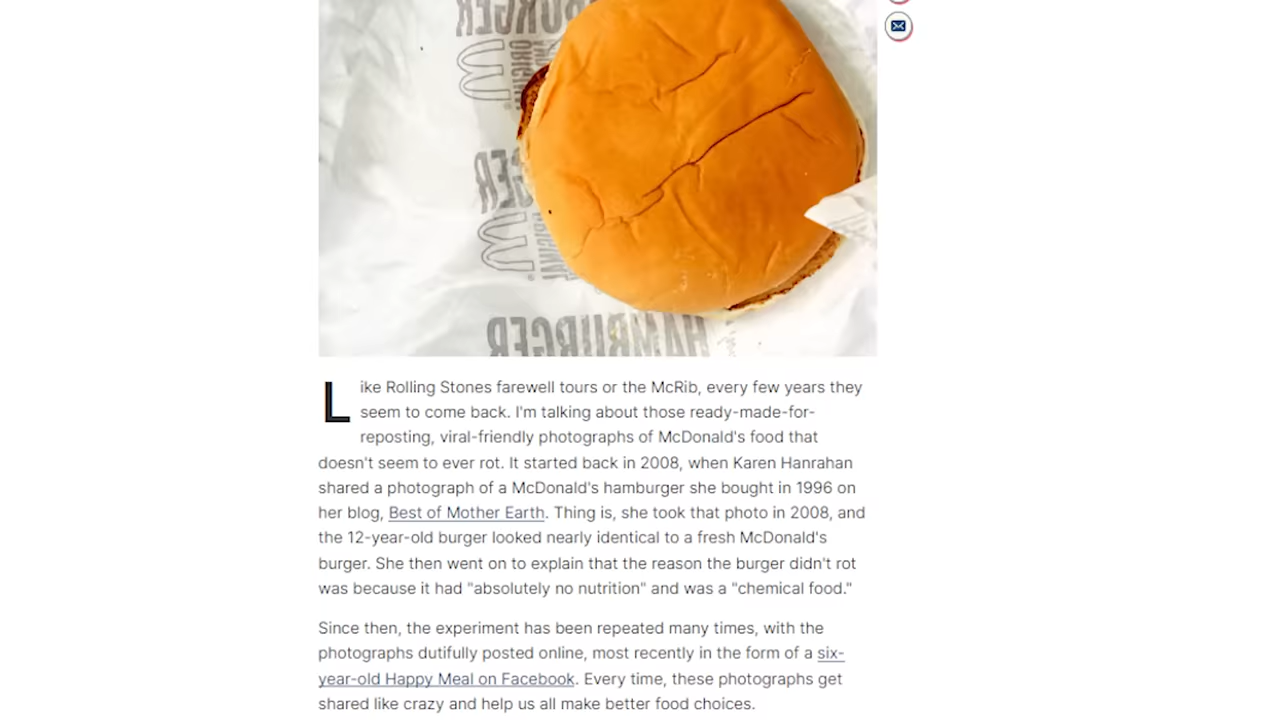 BURGER
ORIGINAL
BURGER
ORIGINAL
HAMBURGER
Like Rolling Stones farewell tours or the McRib, every few years they
seem to come back. I'm talking about those ready-made-for-
reposting, viral-friendly photographs of McDonald's food that
doesn't seem to ever rot. It started back in 2008, when Karen Hanrahan
shared a photograph of a McDonald's hamburger she bought in 1996 on
her blog, Best of Mother Earth. Thing is, she took that photo in 2008, and
the 12-year-old burger looked nearly identical to a fresh McDonald's
burger. She then went on to explain that the reason the burger didn't rot
was because it had "absolutely no nutrition" and was a "chemical food."
Since then, the experiment has been repeated many times, with the
photographs dutifully posted online, most recently in the form of a six-
year-old Happy Meal on Facebook. Every time, these photographs get
shared like crazy and help us all make better food choices.